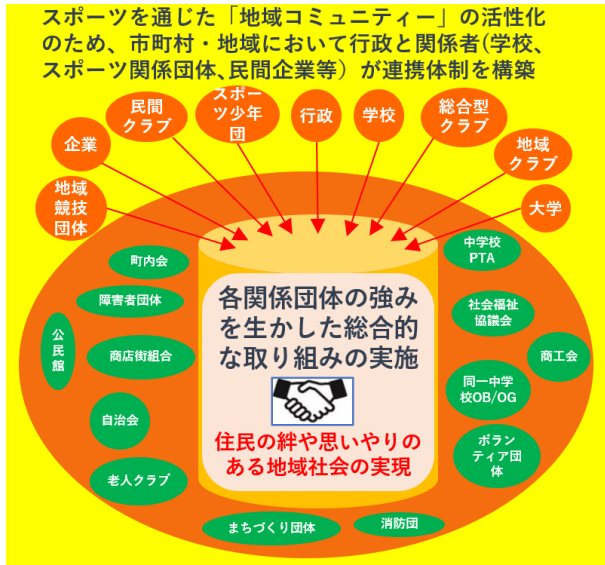 スポーツを通じた「地域コミュニティー」の活性化
のため、市町村・地域において行政と関係者(学校、
スポーツ関係団体、民間企業等）が連携体制を構築
地域
競技
団体
企業
民間
クラブ
スポー
ツ少年
団
行政
学校
総合型
クラブ
地域
クラブ
大学
町内会
障害者団体
公
民
館
商店街組合
自治会
老人クラブ
まちづくり団体
消防団
中学校
PTA
社会福祉
協議会
商工会
同一中学
校OB/OG
ボラン
ティア団
体
各関係団体の強み
を生かした総合的
な取り組みの実施
住民の絆や思いやりの
ある地域社会の実現